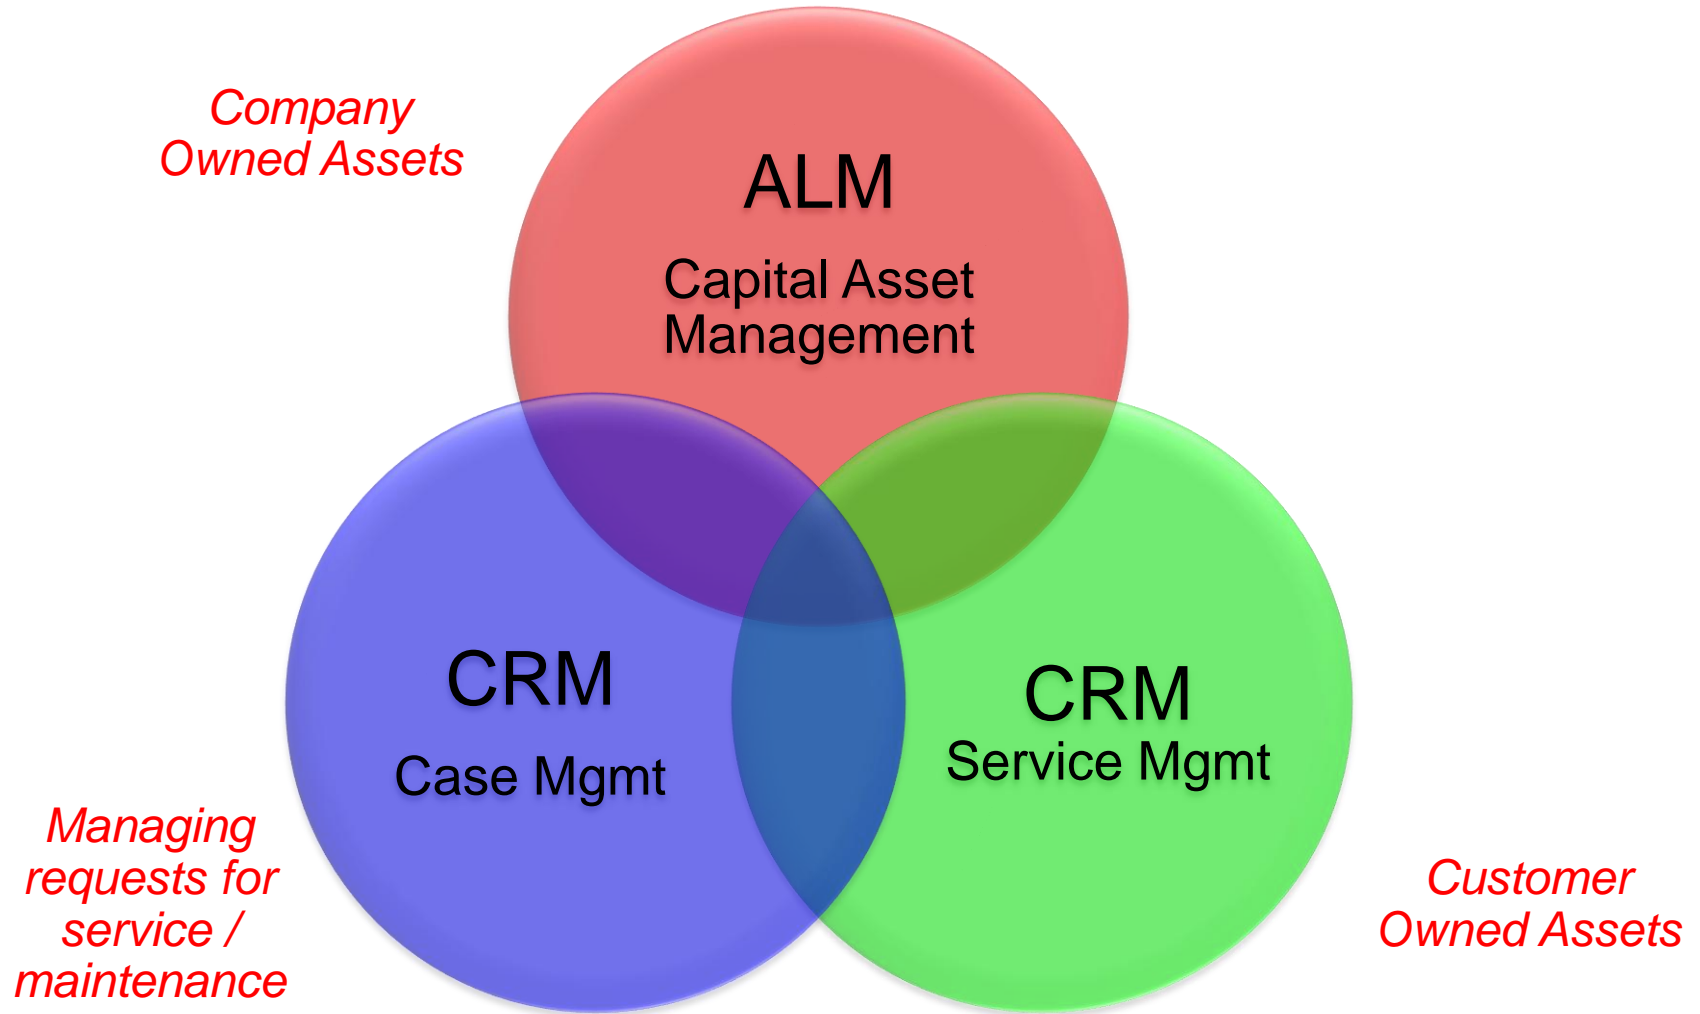 Company
Owned Assets
ALM
Capital Asset
Management
CRM
Case Mgmt
CRM
Service Mgmt
Managing
requests for
service /
maintenance
Customer
Owned Assets